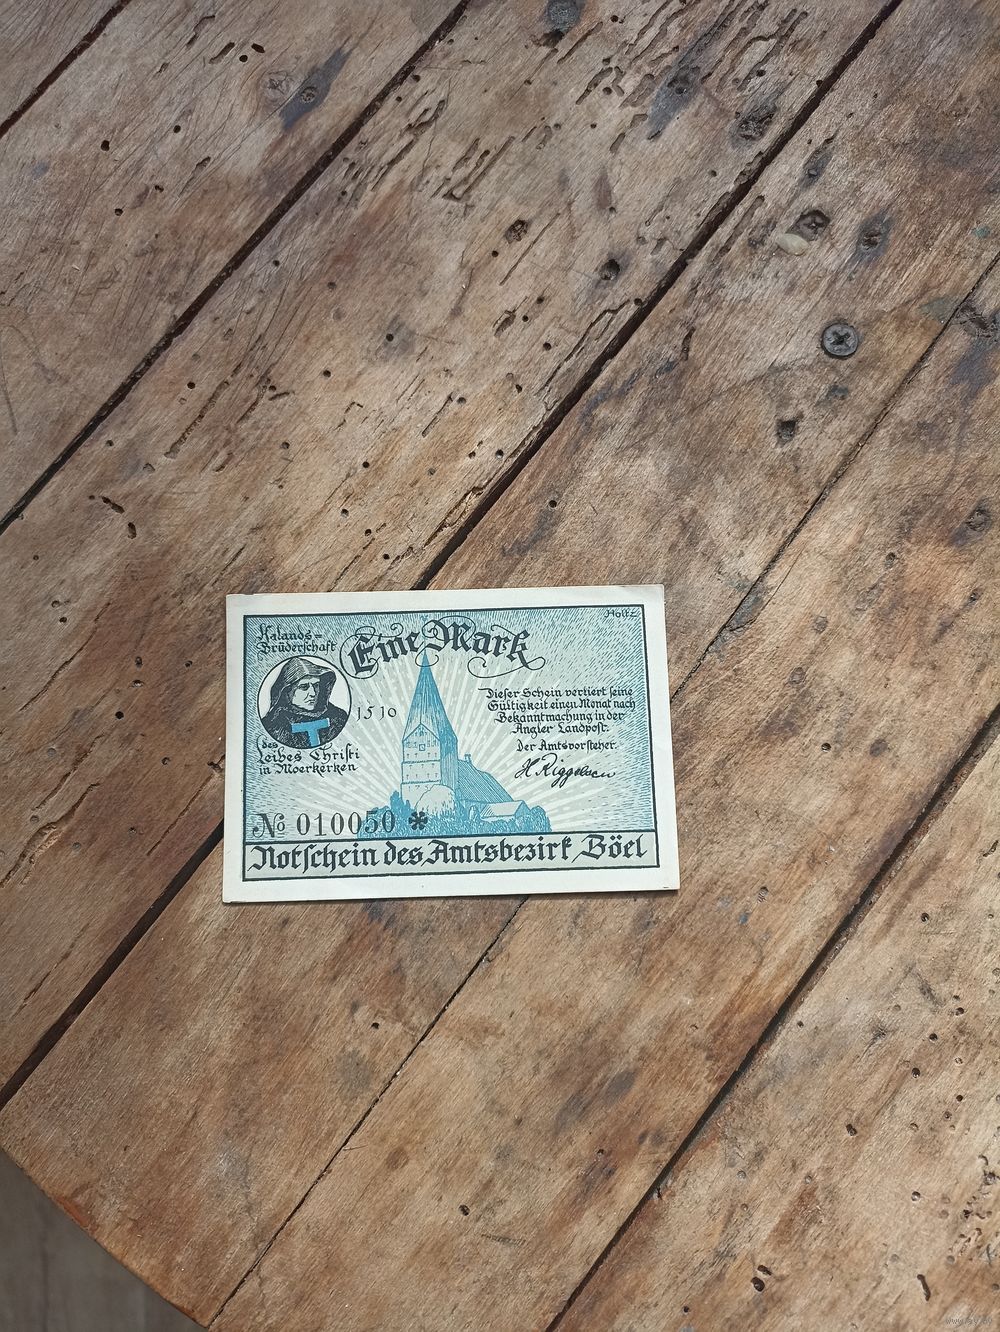 Holtz
Kalands-
Brüderschaft
Eine Mark
1510
des
Leibes Christi
in Moerkerken
Dieser Schein verliert seine
Gültigkeit einen Monat nach
Bekanntmachung in der
Angler Landpost.
Der Amtsvorsteher.
H Riggelsen
No 010050 *
Notschein des Amtsbezirk Böel